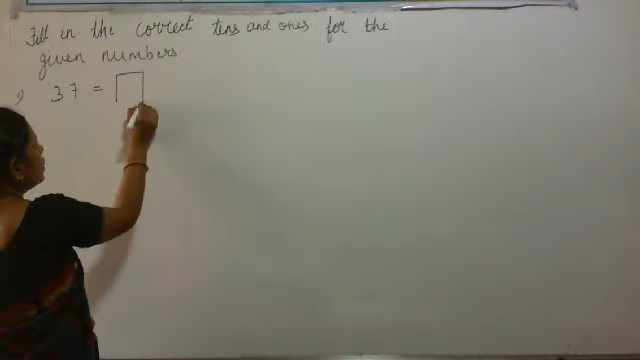 Fill in the correct tens and ones for the
given numbers
1) 37 =